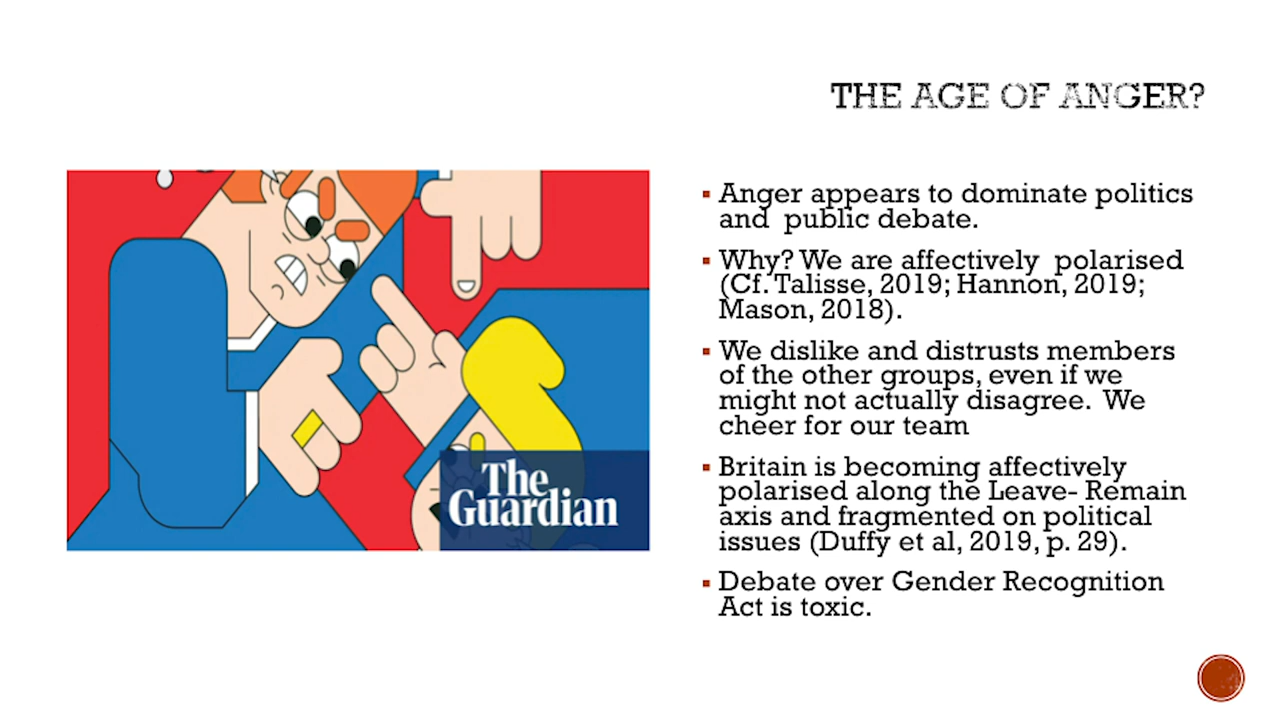 THE AGE OF ANGER?
▪ Anger appears to dominate politics
and  public debate.
▪ Why? We are affectively  polarised
(Cf. Talisse, 2019; Hannon, 2019;
Mason, 2018).
▪ We dislike and distrusts members
of the other groups, even if we
might not actually disagree.  We
cheer for our team
▪ Britain is becoming affectively
polarised along the Leave- Remain
axis and fragmented on political
issues (Duffy et al, 2019, p. 29).
▪ Debate over Gender Recognition
Act is toxic.
The
Guardian